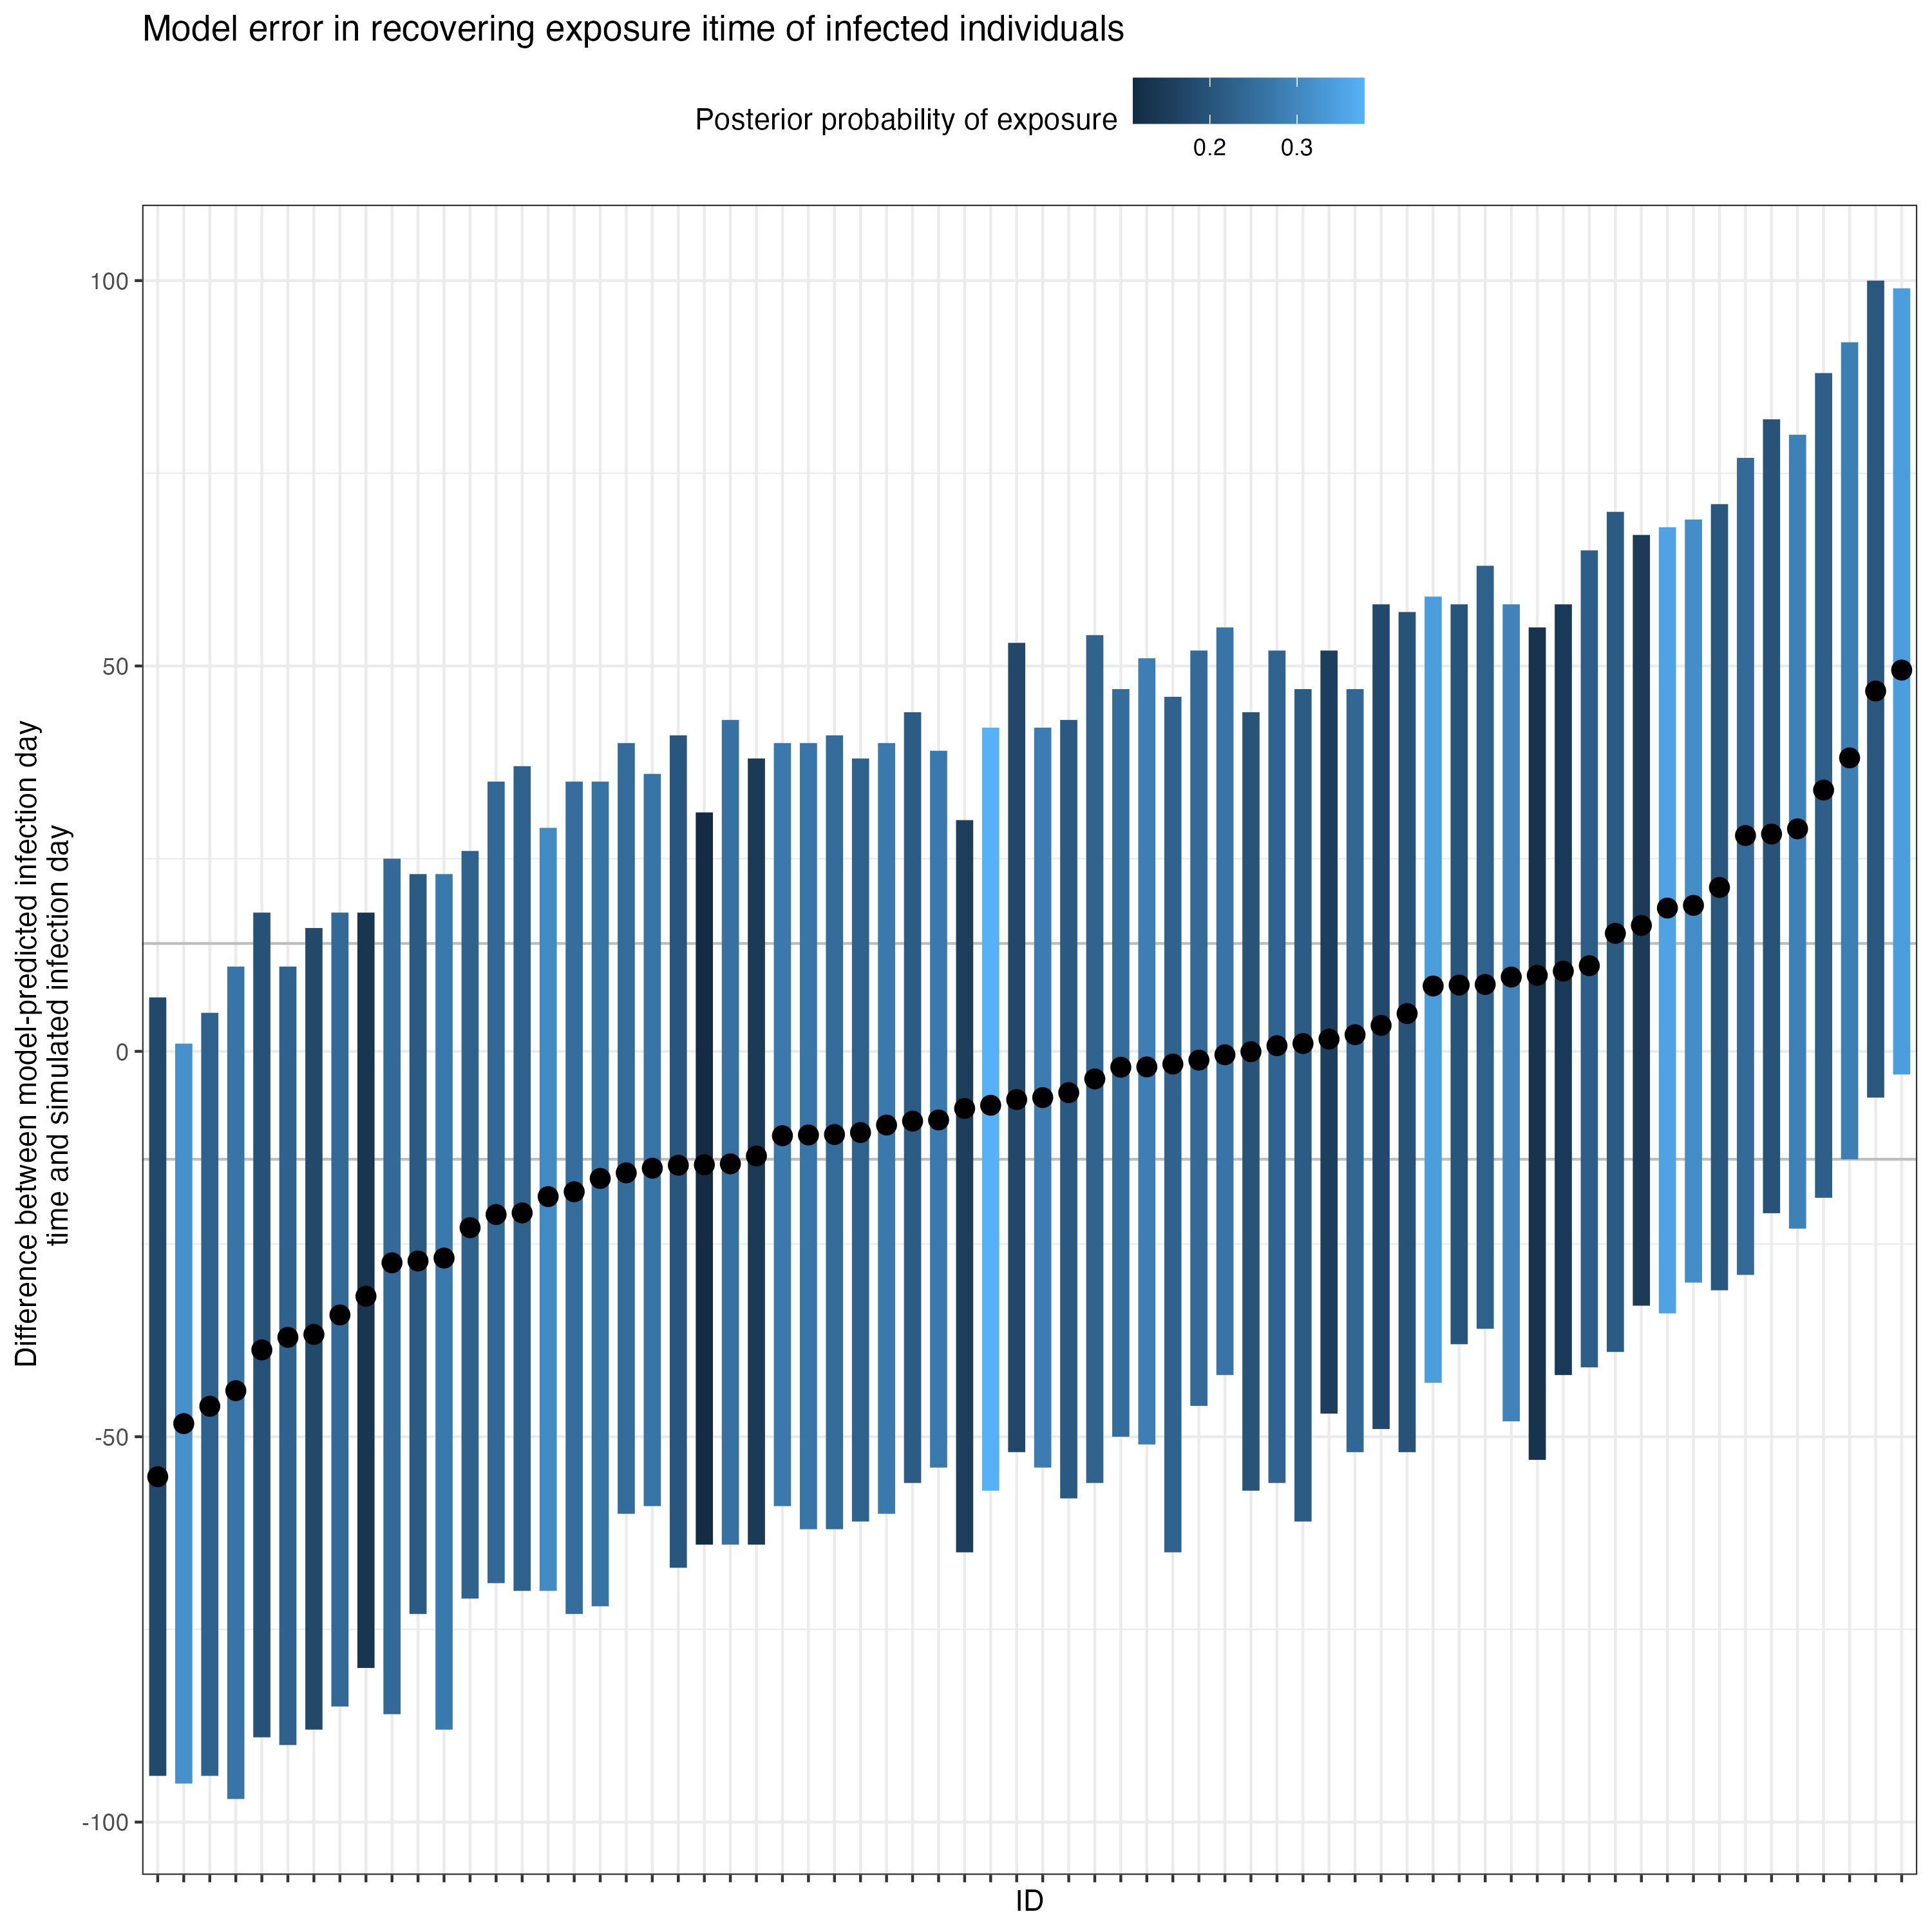 Model error in recovering exposure itime of infected individuals
Posterior probability of exposure
0.2
0.3
Difference between model-predicted infection day
time and simulated infection day
100
50
0
-50
-100
ID